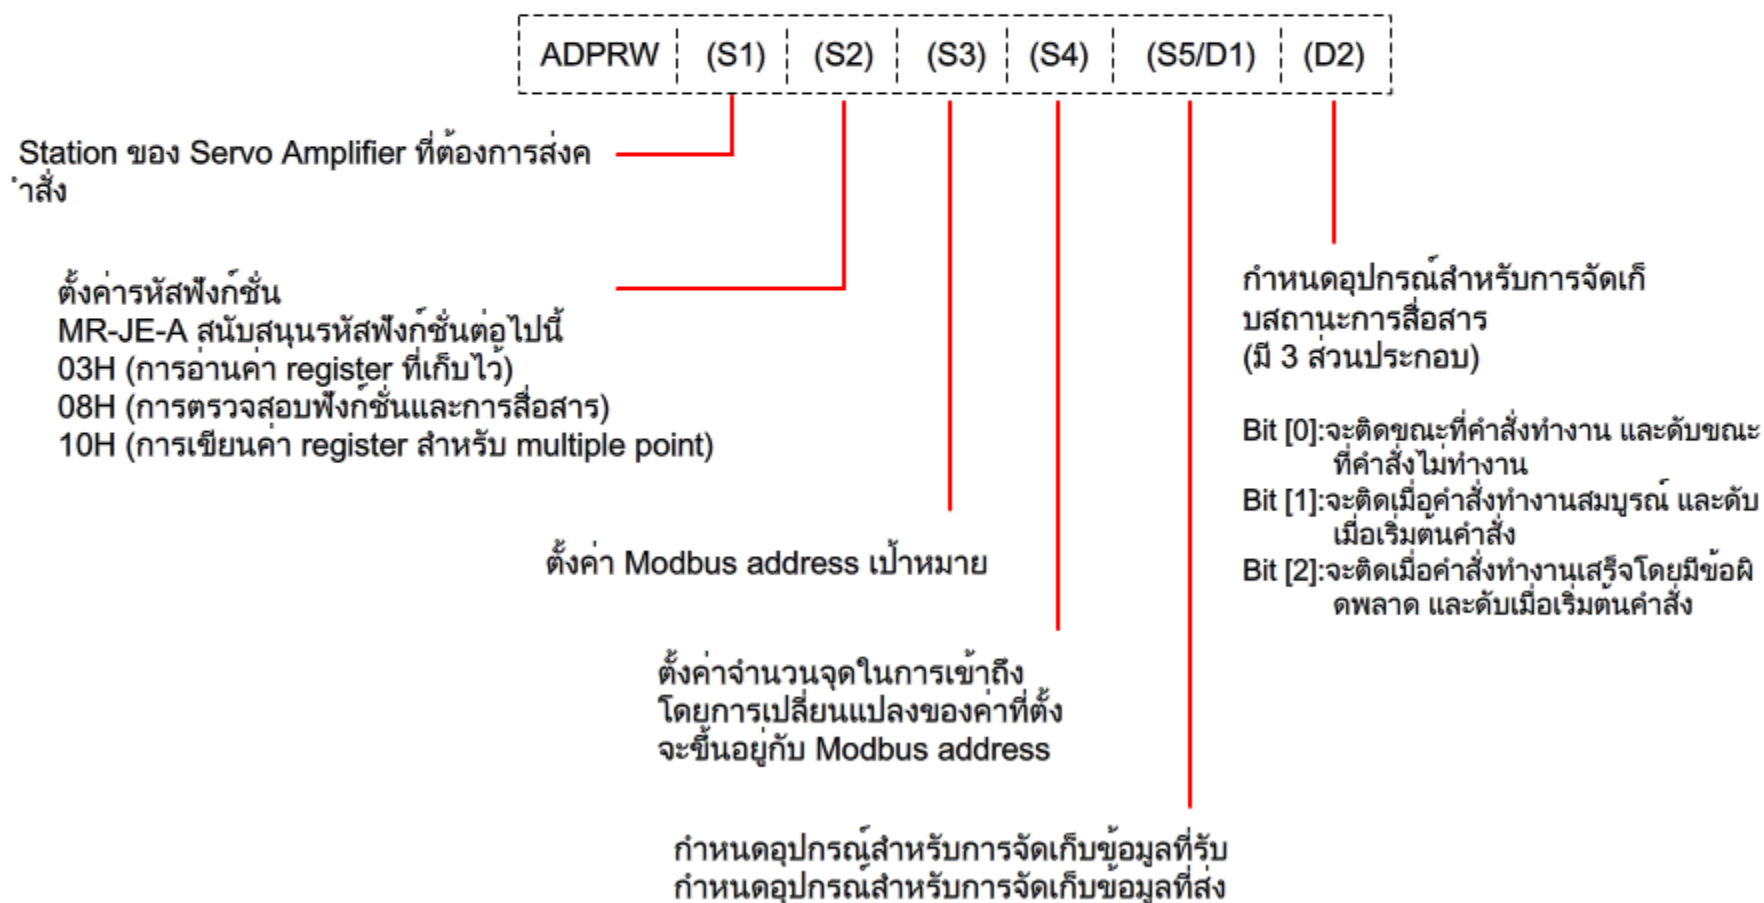 ADPRW (S1) (S2) (S3) (S4) (S5/D1) (D2)
Station ของ Servo Amplifier ที่ต้องการส่งค
ำสั่ง
ตั้งค่ารหัสฟังก์ชั่น
MR-JE-A สนับสนุนรหัสฟังก์ชั่นต่อไปนี้
03H (การอ่านค่า register ที่เก็บไว้)
08H (การตรวจสอบฟังก์ชั่นและการสื่อสาร)
10H (การเขียนค่า register สำหรับ multiple point)
ตั้งค่า Modbus address เป้าหมาย
ตั้งค่าจำนวนจุดในการเข้าถึง
โดยการเปลี่ยนแปลงของค่าที่ตั้ง
จะขึ้นอยู่กับ Modbus address
กำหนดอุปกรณ์สำหรับการจัดเก็บข้อมูลที่รับ
กำหนดอุปกรณ์สำหรับการจัดเก็บข้อมูลที่ส่ง
กำหนดอุปกรณ์สำหรับการจัดเก็
บสถานะการสื่อสาร
(มี 3 ส่วนประกอบ)
Bit [0]:จะติดขณะที่คำสั่งทำงาน และดับขณะ
ที่คำสั่งไม่ทำงาน
Bit [1]:จะติดเมื่อคำสั่งทำงานสมบูรณ์ และดับ
เมื่อเริ่มต้นคำสั่ง
Bit [2]:จะติดเมื่อคำสั่งทำงานเสร็จโดยมีข้อผิ
ดพลาด และดับเมื่อเริ่มต้นคำสั่ง